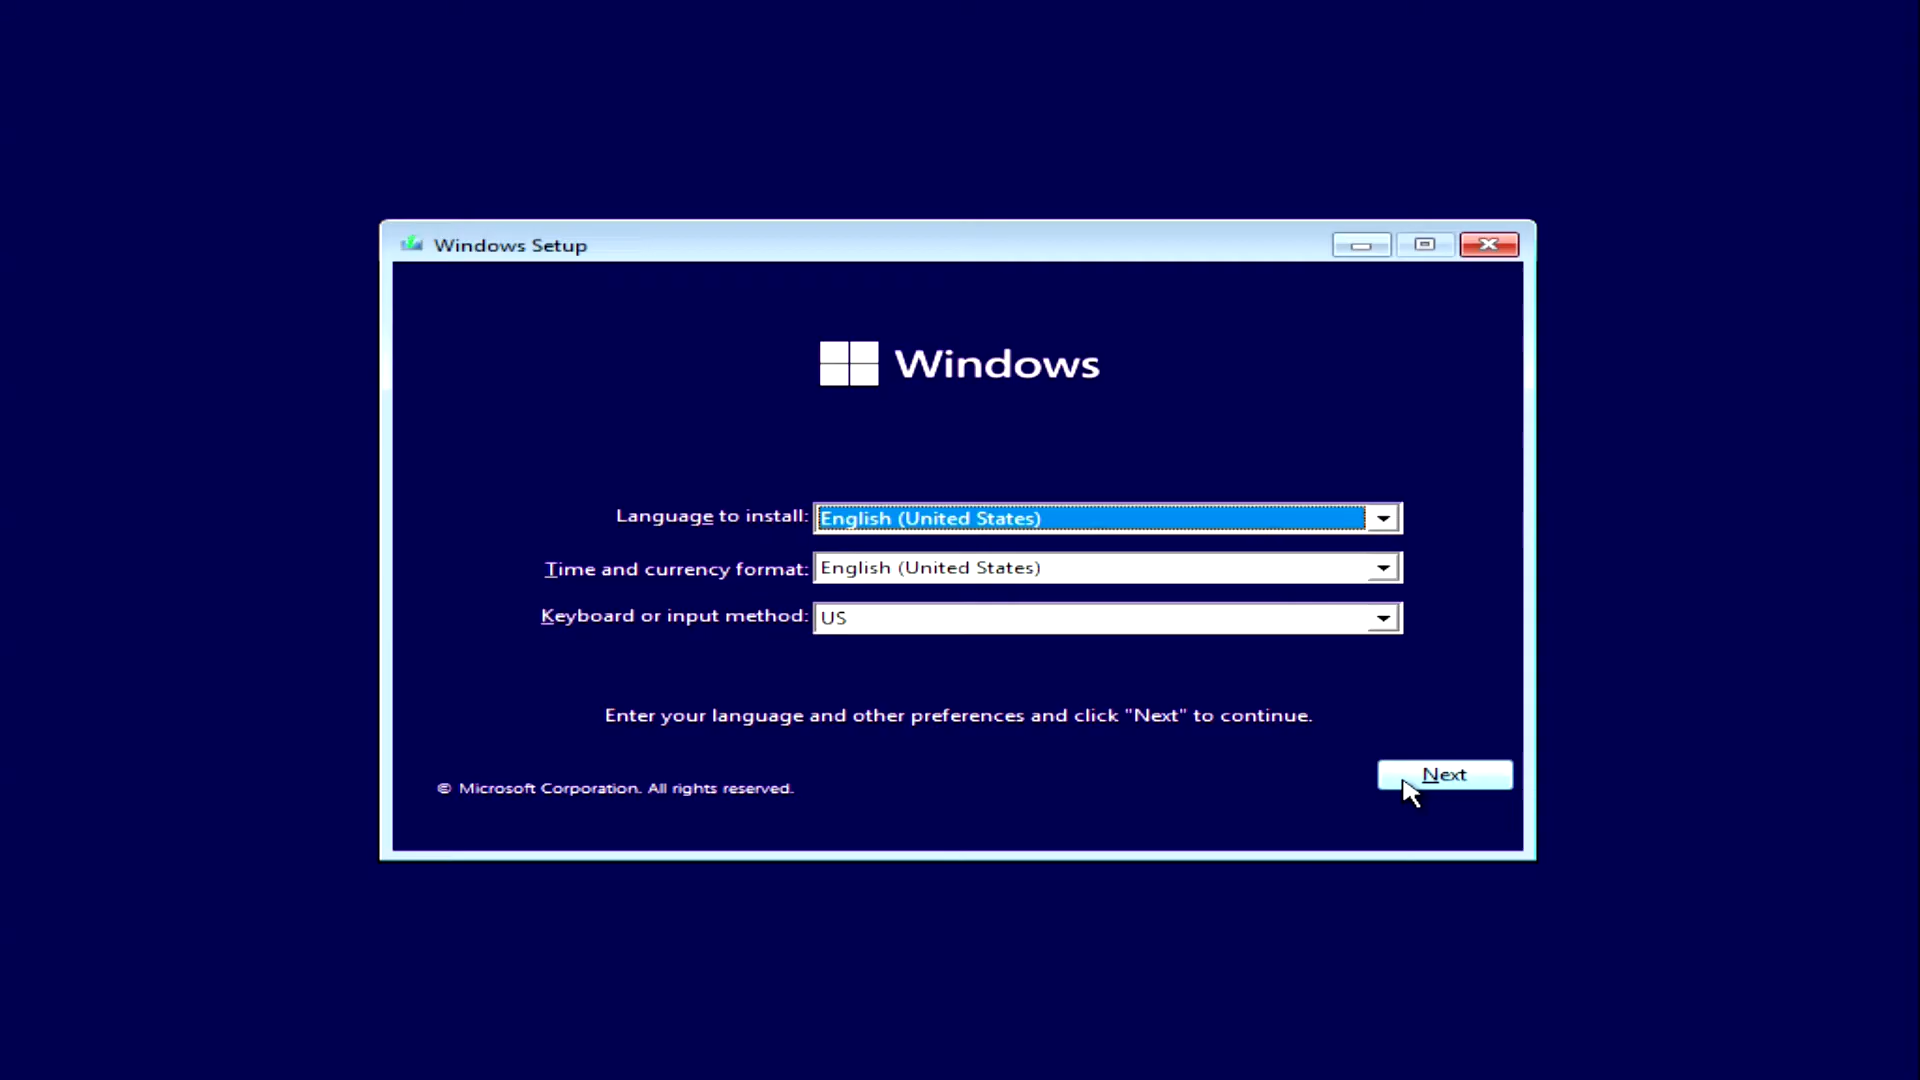 Windows Setup
Windows
Language to install: English (United States)
Time and currency format: English (United States)
Keyboard or input method: US
Enter your language and other preferences and click "Next" to continue.
Next
© Microsoft Corporation. All rights reserved.